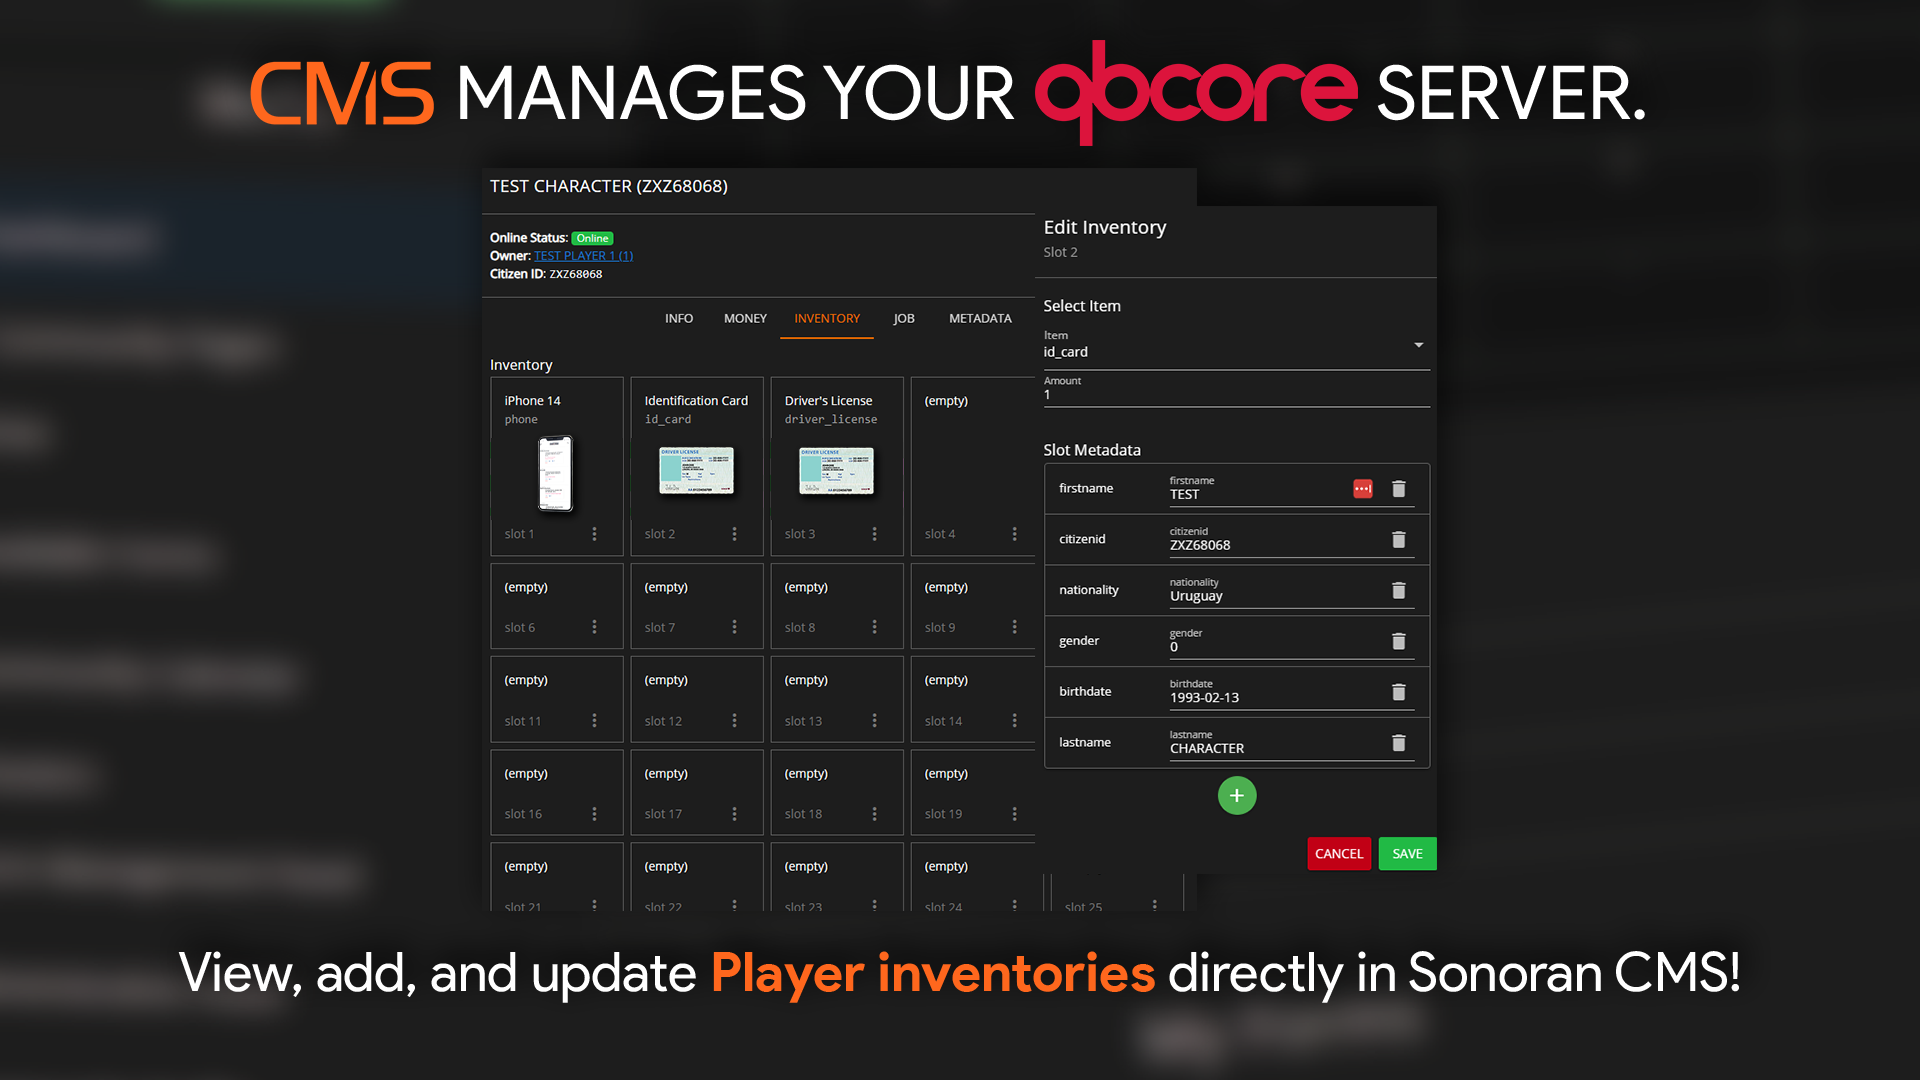 CMS MANAGES YOUR qbcore SERVER.
TEST CHARACTER (ZXZ68068)
Online Status: Online
Owner: TEST PLAYER 1 (1)
Citizen ID: ZXZ68068
INFO MONEY INVENTORY JOB METADATA
Inventory
iPhone 14
phone
slot 1
Identification Card
id_card
DRIVER LICENSE
slot 2
Driver's License
driver_license
DRIVER LICENSE
slot 3
(empty)
slot 4
(empty)
slot 6
(empty)
slot 7
(empty)
slot 8
(empty)
slot 9
(empty)
slot 11
(empty)
slot 12
(empty)
slot 13
(empty)
slot 14
(empty)
slot 16
(empty)
slot 17
(empty)
slot 18
(empty)
slot 19
(empty)
slot 21
(empty)
slot 22
(empty)
slot 23
(empty)
slot 24
slot 25
Edit Inventory
Slot 2
Select Item
Item
id_card
Amount
1
Slot Metadata
firstname
firstname
TEST
citizenid
citizenid
ZXZ68068
nationality
nationality
Uruguay
gender
gender
0
birthdate
birthdate
1993-02-13
lastname
lastname
CHARACTER
+
CANCEL SAVE
View, add, and update Player inventories directly in Sonoran CMS!